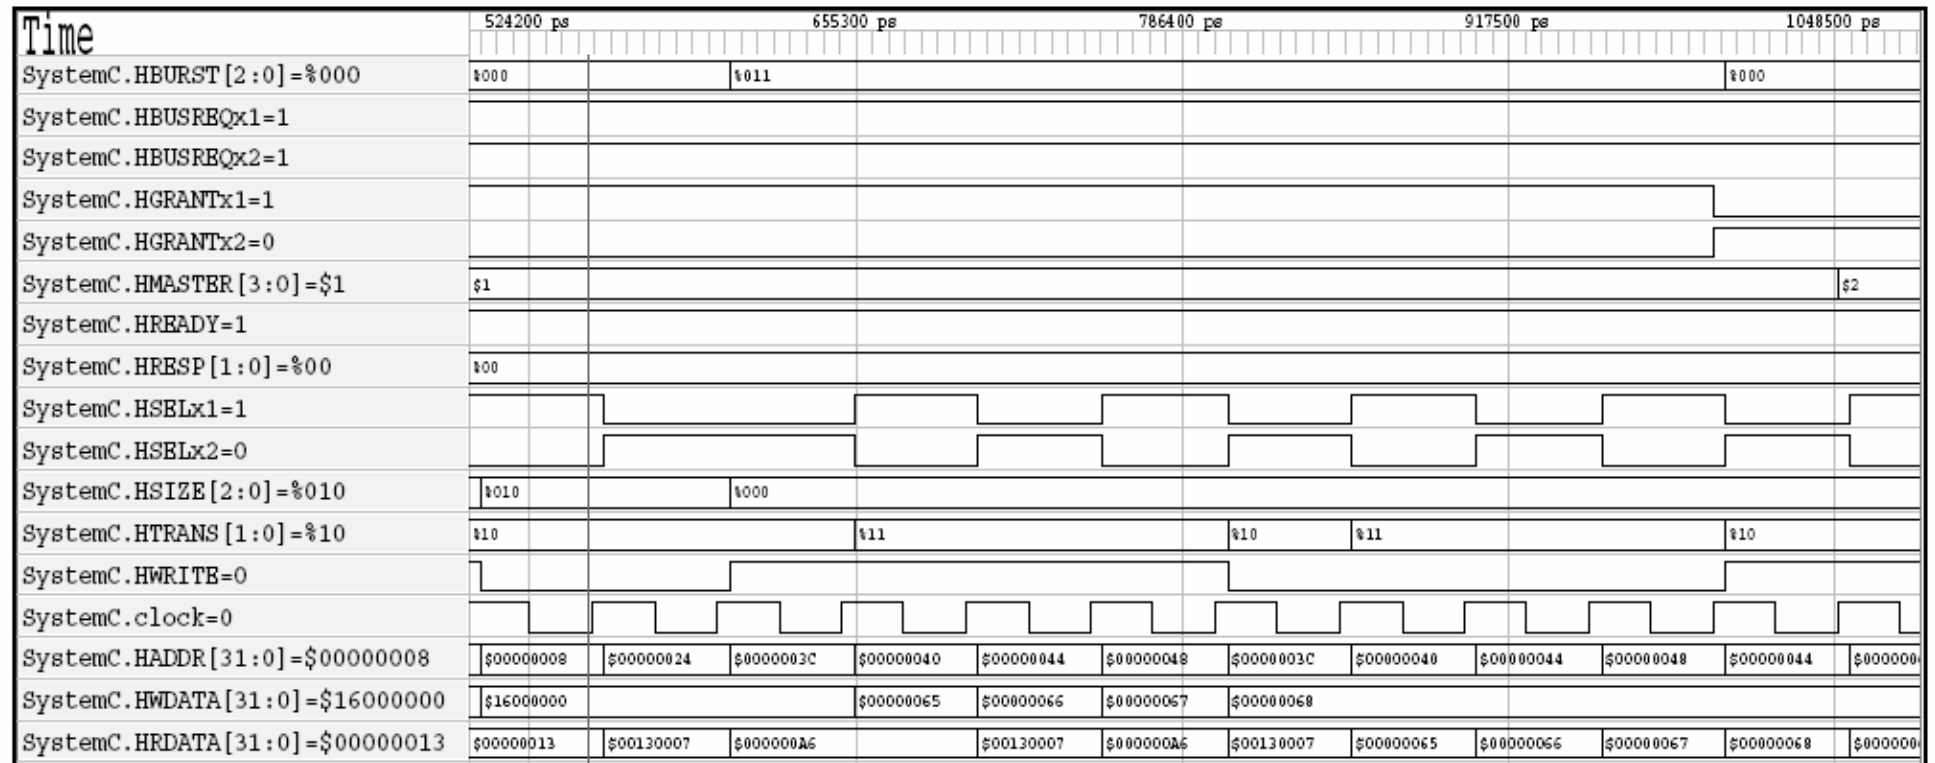 Time 524200 ps 655300 ps 786400 ps 917500 ps 1048500 ps
SystemC.HBURST[2:0]=%000 %000 %011 %000
SystemC.HBUSREQx1=1
SystemC.HBUSREQx2=1
SystemC.HGRANTx1=1
SystemC.HGRANTx2=0
SystemC.HMASTER[3:0]=$1 $1 $2
SystemC.HREADY=1
SystemC.HRESP[1:0]=%00 %00
SystemC.HSELx1=1
SystemC.HSELx2=0
SystemC.HSIZE[2:0]=%010 %010 %000
SystemC.HTRANS[1:0]=%10 %10 %11 %10 %11 %10
SystemC.HWRITE=0
SystemC.clock=0
SystemC.HADDR[31:0]=$00000008 $00000008 $00000024 $0000003C $00000040 $00000044 $00000048 $0000003C $00000040 $00000044 $00000048 $00000044 $000000
SystemC.HWDATA[31:0]=$16000000 $16000000 $00000065 $00000066 $00000067 $00000068
SystemC.HRDATA[31:0]=$00000013 $00000013 $00130007 $000000A6 $00130007 $000000A6 $00130007 $00000065 $00000066 $00000067 $00000068 $000000